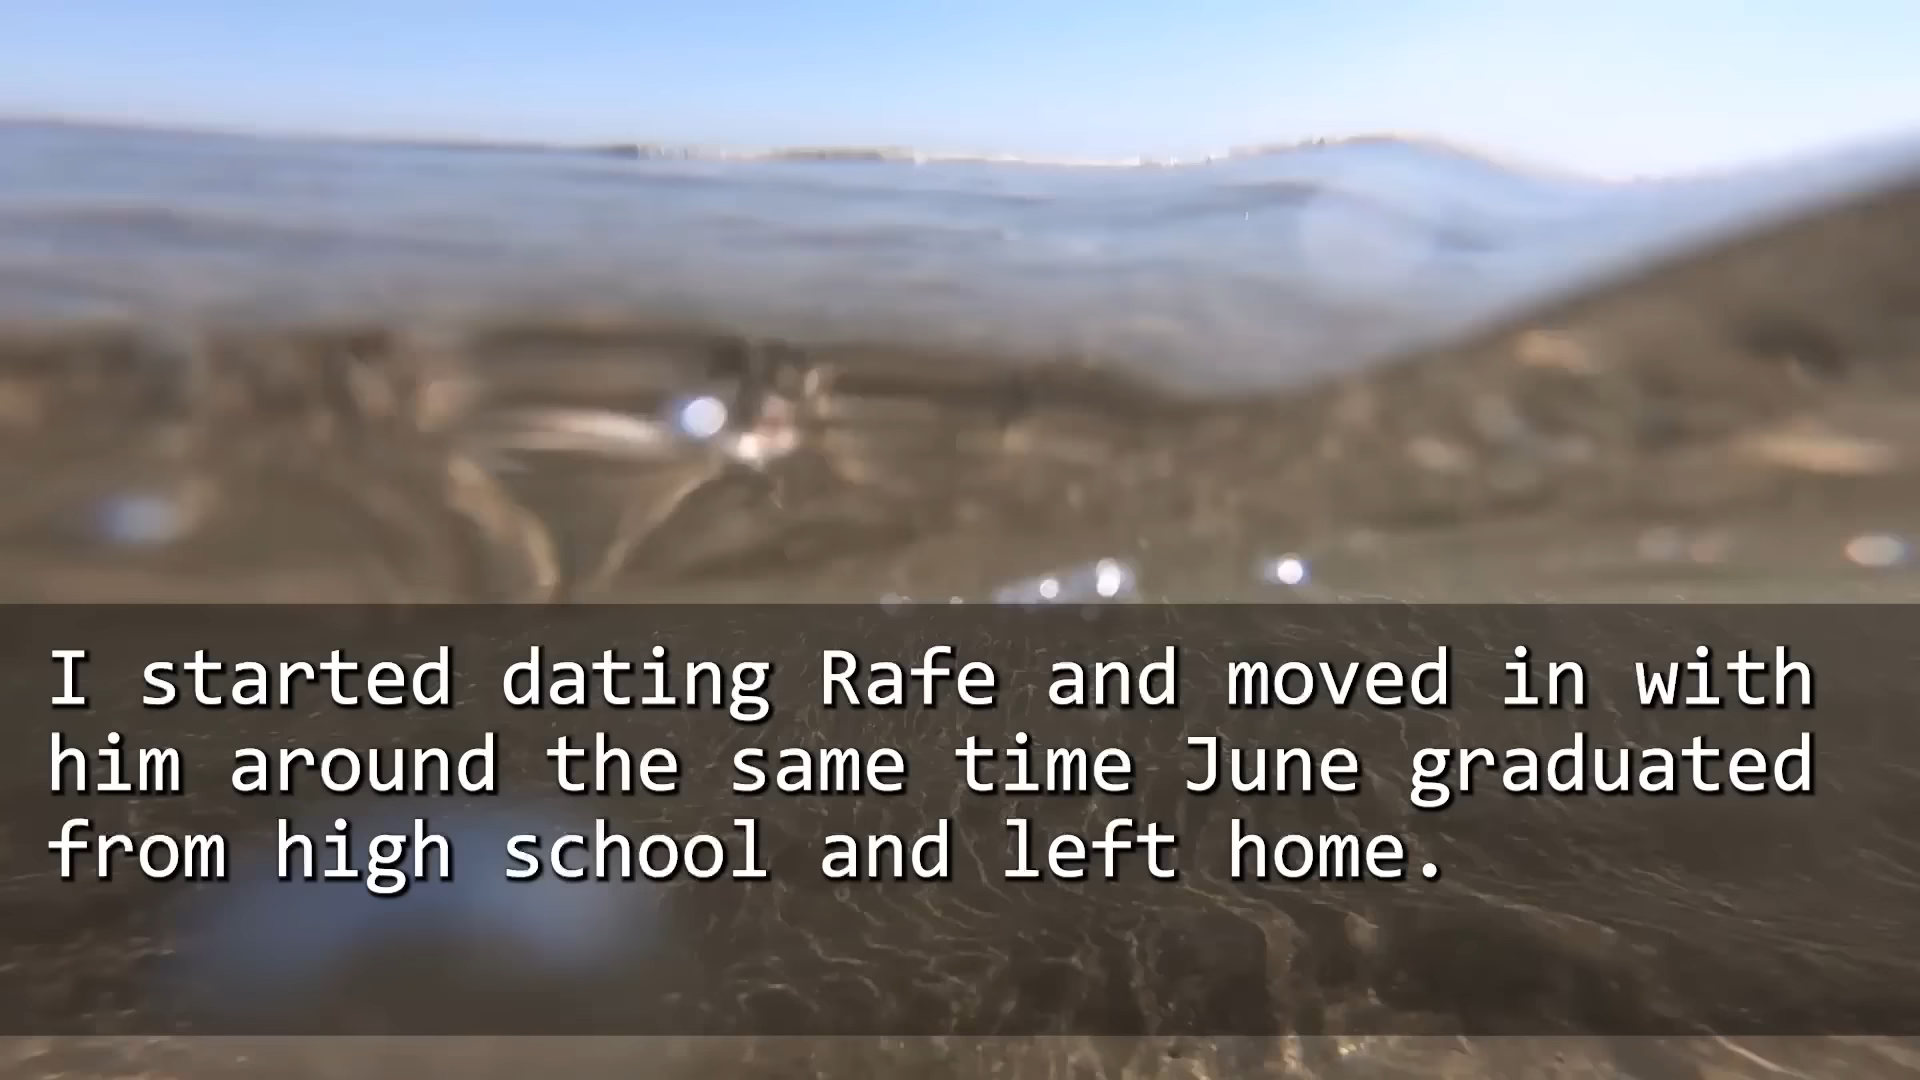 I started dating Rafe and moved in with
him around the same time June graduated
from high school and left home.